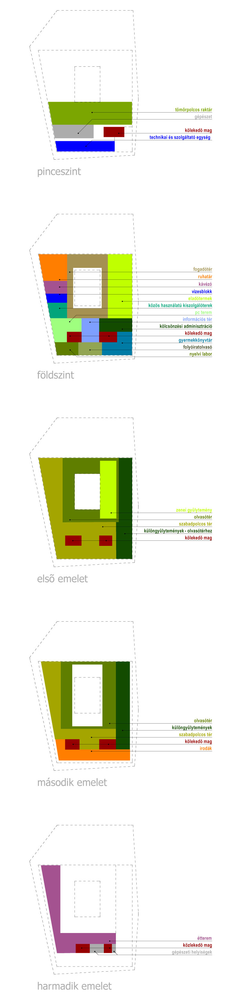 tömörpolcos raktár
gépészet
kölekedõ mag
technikai és szolgáltató egység
pinceszint
fogadótér
ruhatár
kávézó
vizesblokk
eladótermek
közös használatú kiszolgálóterek
pc terem
információs tér
kölcsönzési adminisztráció
kölekedõ mag
gyermekkönyvtár
folyóiratolvasó
nyelvi labor
földszint
zenei gyûlytemény
olvasótér
szabadpolcos tér
különgyûlytemények - olvasótérhez
kölekedõ mag
elsõ emelet
olvasótér
különgyûlytemények
szabadpolcos tér
kölekedõ mag
irodák
második emelet
étterem
közlekedõ mag
gépészeti helyiségek
harmadik emelet